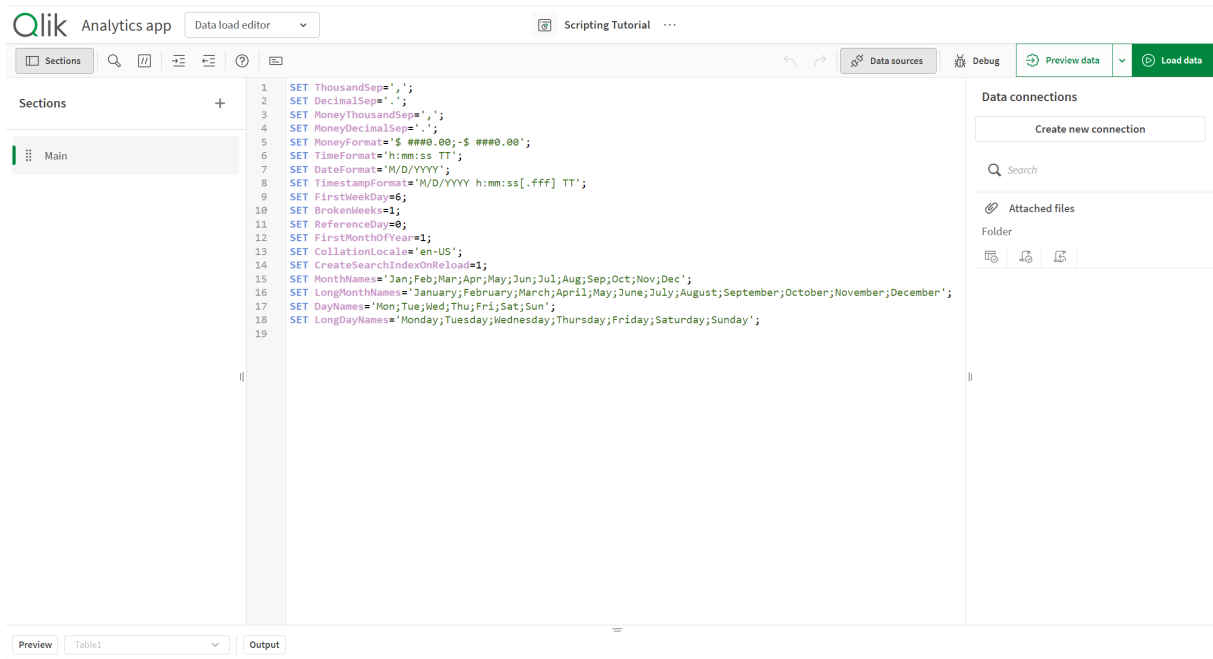 Qlik Analytics app Data load editor Scripting Tutorial ...
Sections // ? Data sources Debug Preview data Load data
Sections +
Main
1 SET ThousandSep=',';
2 SET DecimalSep='.';
3 SET MoneyThousandSep=',';
4 SET MoneyDecimalSep='.';
5 SET MoneyFormat='$ ###0.00;-$ ###0.00';
6 SET TimeFormat='h:mm:ss TT';
7 SET DateFormat='M/D/YYYY';
8 SET TimestampFormat='M/D/YYYY h:mm:ss[.fff] TT';
9 SET FirstWeekDay=6;
10 SET BrokenWeeks=1;
11 SET ReferenceDay=0;
12 SET FirstMonthOfYear=1;
13 SET CollationLocale='en-US';
14 SET CreateSearchIndexOnReload=1;
15 SET MonthNames='Jan;Feb;Mar;Apr;May;Jun;Jul;Aug;Sep;Oct;Nov;Dec';
16 SET LongMonthNames='January;February;March;April;May;June;July;August;September;October;November;December';
17 SET DayNames='Mon;Tue;Wed;Thu;Fri;Sat;Sun';
18 SET LongDayNames='Monday;Tuesday;Wednesday;Thursday;Friday;Saturday;Sunday';
19
Data connections
Create new connection
Search
Attached files
Folder
Preview Table1 Output